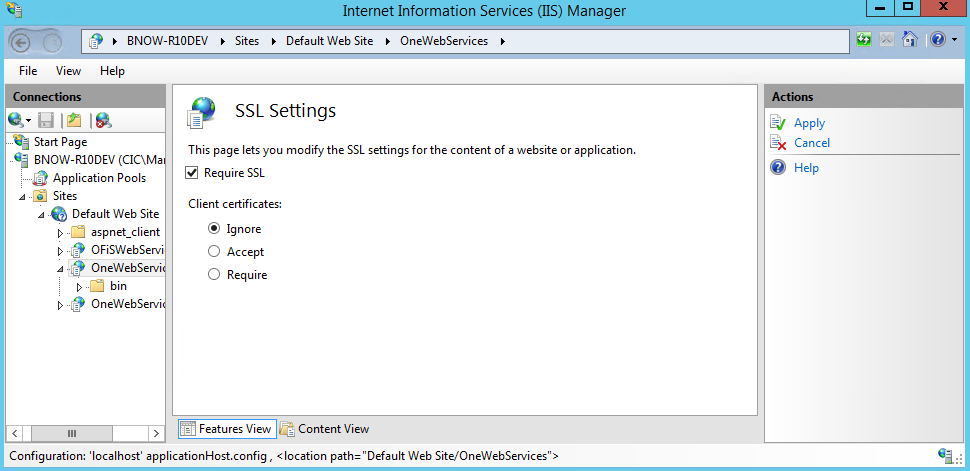 Internet Information Services (IIS) Manager
BNOW-R10DEV Sites Default Web Site OneWebServices
File View Help
Connections
Start Page
BNOW-R10DEV (CIC\Mar
Application Pools
Sites
Default Web Site
aspnet_client
OFiSWebServi
OneWebServic
bin
OneWebServic
SSL Settings
This page lets you modify the SSL settings for the content of a website or application.
Require SSL
Client certificates:
Ignore
Accept
Require
Features View Content View
Actions
Apply
Cancel
Help
Configuration: 'localhost' applicationHost.config , <location path="Default Web Site/OneWebServices">